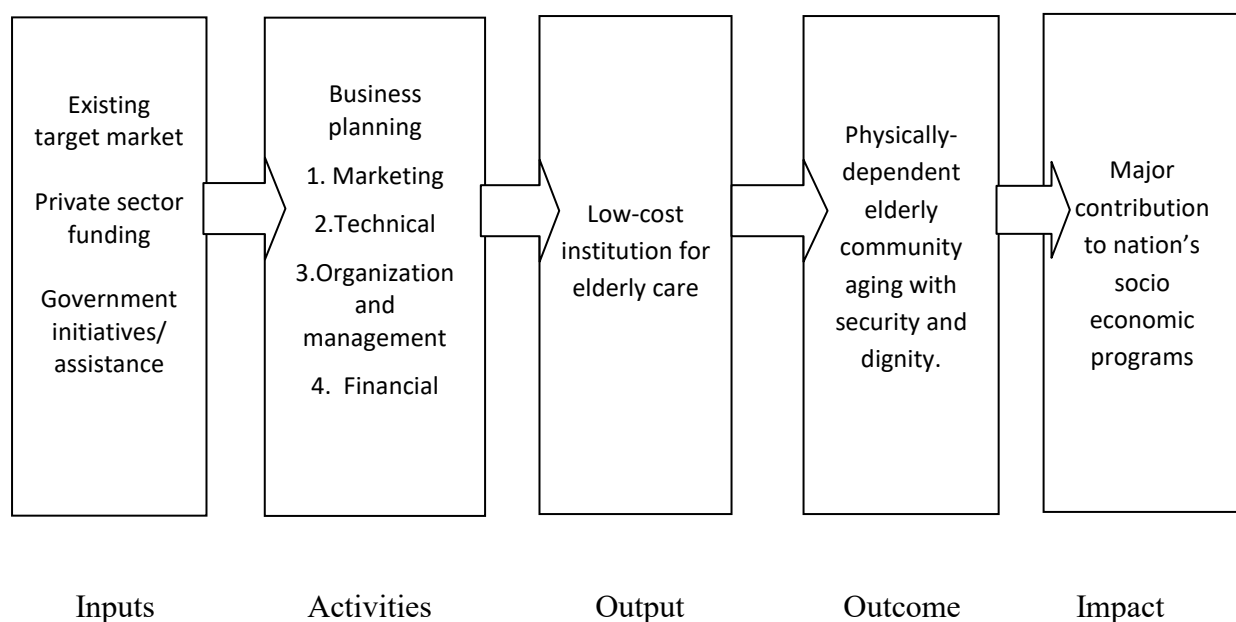 Existing
target market
Private sector
funding
Government
initiatives/
assistance
Business
planning
1. Marketing
2.Technical
3.Organization
and
management
4. Financial
Low-cost
institution for
elderly care
Physically-
dependent
elderly
community
aging with
security and
dignity.
Major
contribution
to nation’s
socio
economic
programs
Inputs
Activities
Output
Outcome
Impact